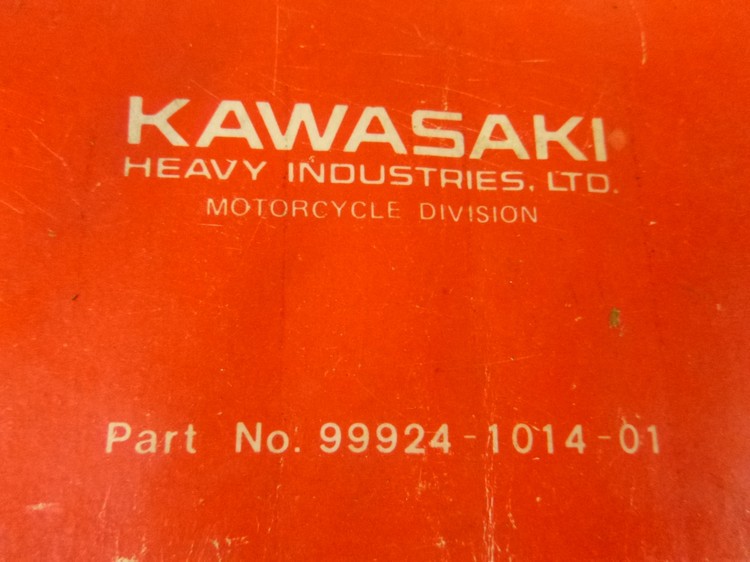 KAWASAKI
HEAVY INDUSTRIES, LTD.
MOTORCYCLE DIVISION
Part No. 99924-1014-01